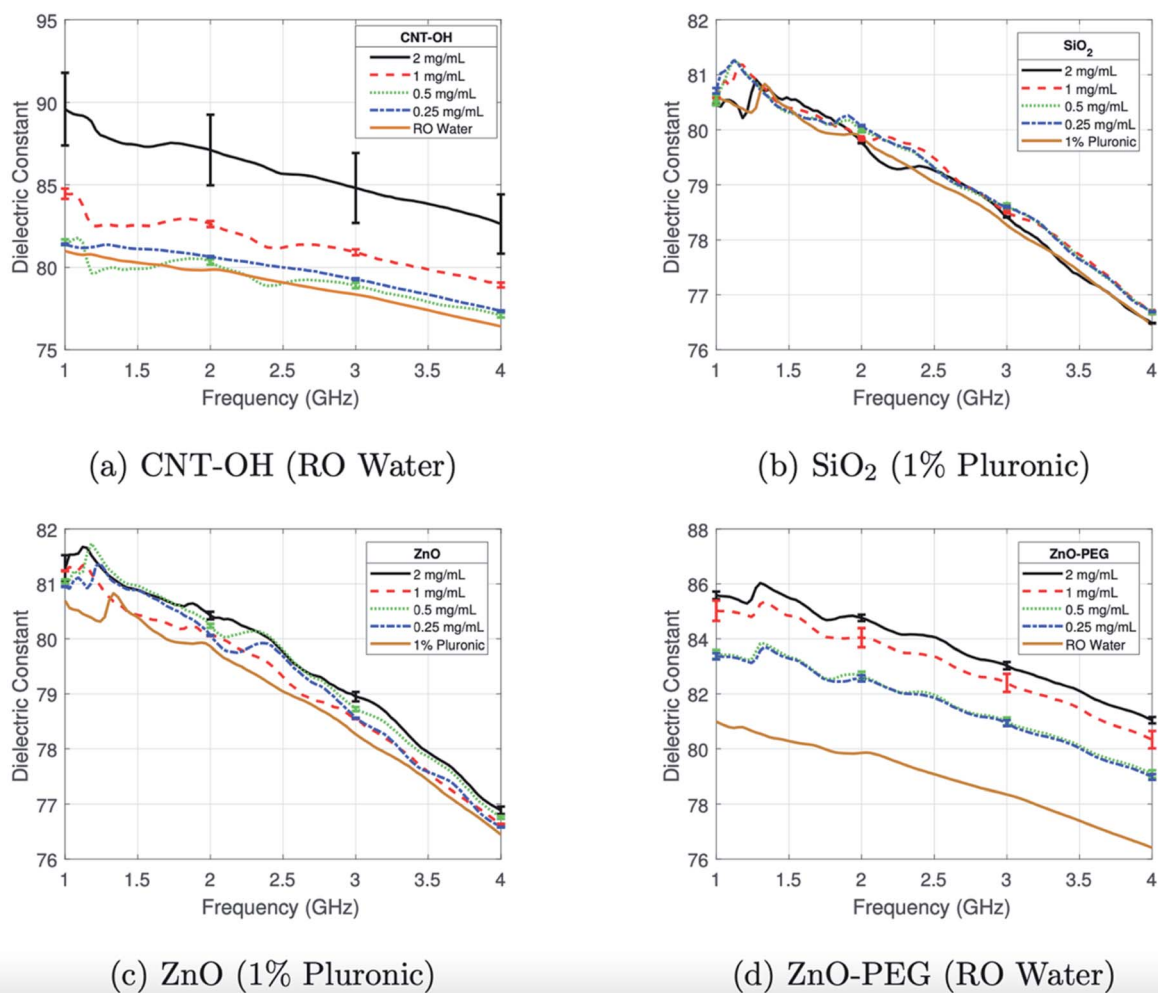 95
90
85
80
75
Dielectric Constant
CNT-OH
2 mg/mL
1 mg/mL
0.5 mg/mL
0.25 mg/mL
RO Water
1 1.5 2 2.5 3 3.5 4
Frequency (GHz)
(a) CNT-OH (RO Water)
82
81
80
79
78
77
76
Dielectric Constant
SiO₂
2 mg/mL
1 mg/mL
0.5 mg/mL
0.25 mg/mL
1% Pluronic
1 1.5 2 2.5 3 3.5 4
Frequency (GHz)
(b) SiO₂ (1% Pluronic)
82
81
80
79
78
77
76
Dielectric Constant
ZnO
2 mg/mL
1 mg/mL
0.5 mg/mL
0.25 mg/mL
1% Pluronic
1 1.5 2 2.5 3 3.5 4
Frequency (GHz)
(c) ZnO (1% Pluronic)
88
86
84
82
80
78
76
Dielectric Constant
ZnO-PEG
2 mg/mL
1 mg/mL
0.5 mg/mL
0.25 mg/mL
RO Water
1 1.5 2 2.5 3 3.5 4
Frequency (GHz)
(d) ZnO-PEG (RO Water)